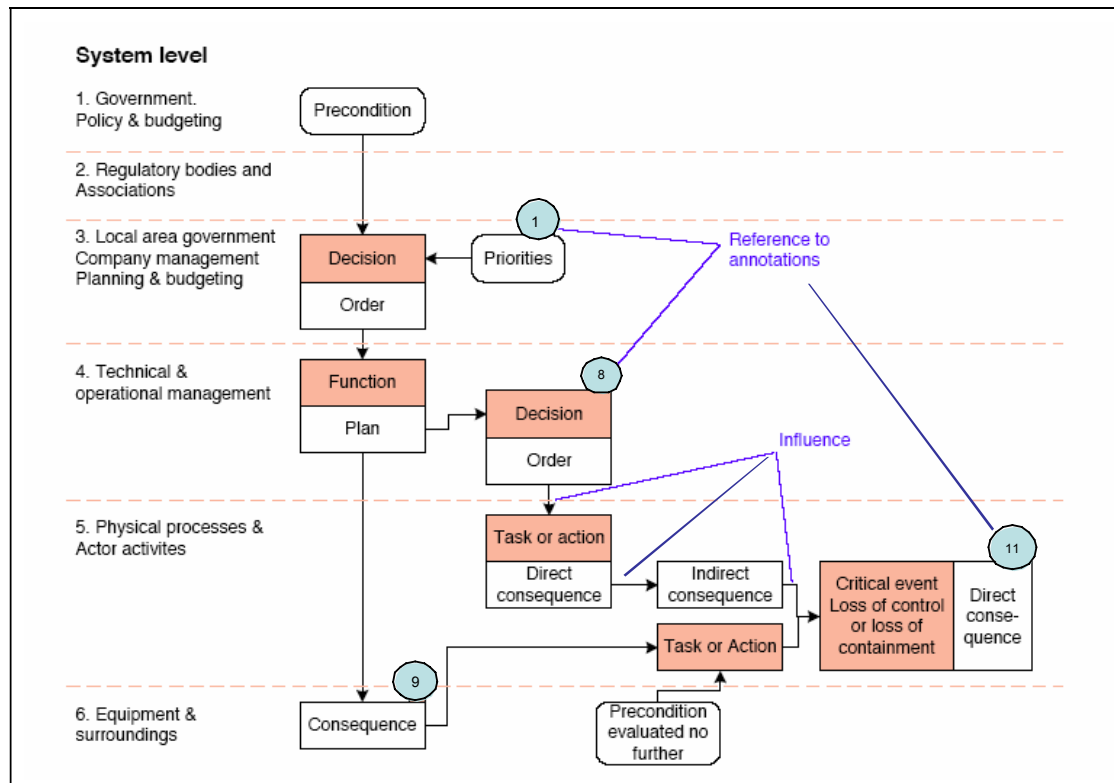 System level
1. Government.
Policy & budgeting
Precondition
2. Regulatory bodies and
Associations
3. Local area government
Company management
Planning & budgeting
Decision
Order
Priorities
1
Reference to
annotations
4. Technical &
operational management
Function
Plan
8
Decision
Order
Influence
5. Physical processes &
Actor activites
Task or action
Direct
consequence
Indirect
consequence
Task or Action
11
Critical event
Loss of control
or loss of
containment
Direct
conse-
quence
6. Equipment &
surroundings
9
Consequence
Precondition
evaluated no
further